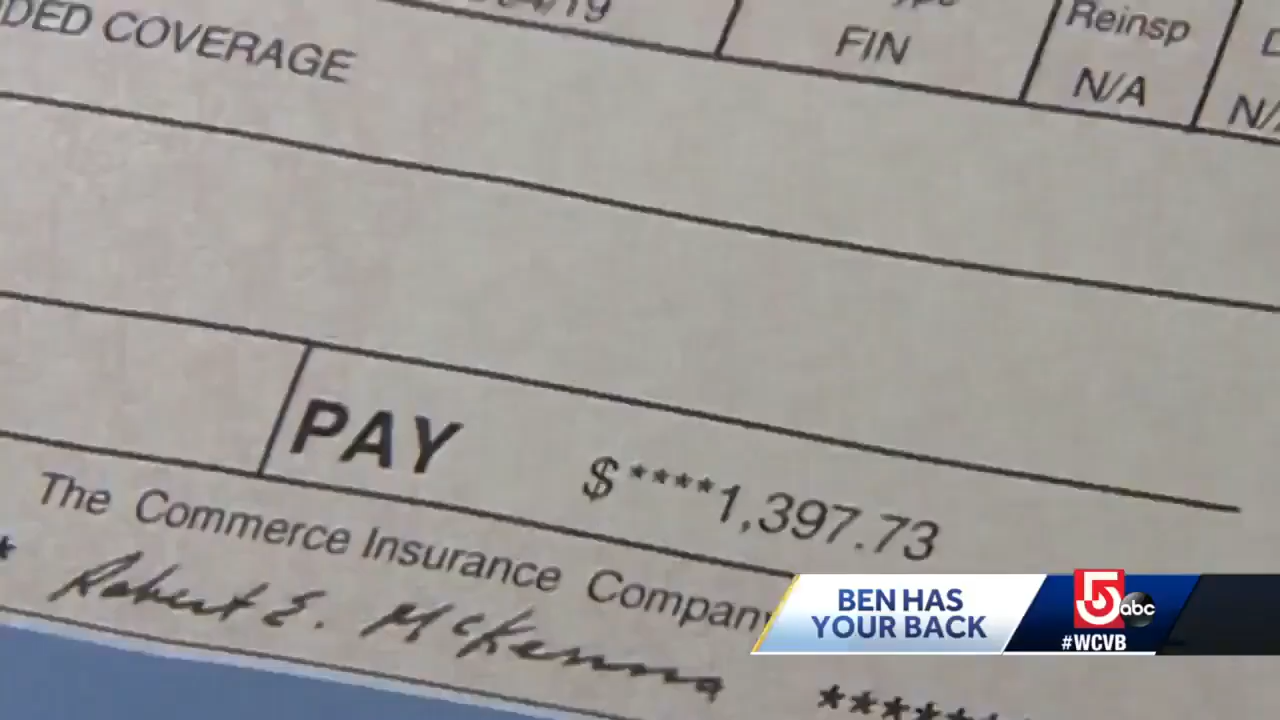 DED COVERAGE
/19
FIN
Reinsp
N/A
N/
PAY $****1,397.73
The Commerce Insurance Company
*
Robert E. McKenna
******
BEN HAS
YOUR BACK
5 abc
#WCVB